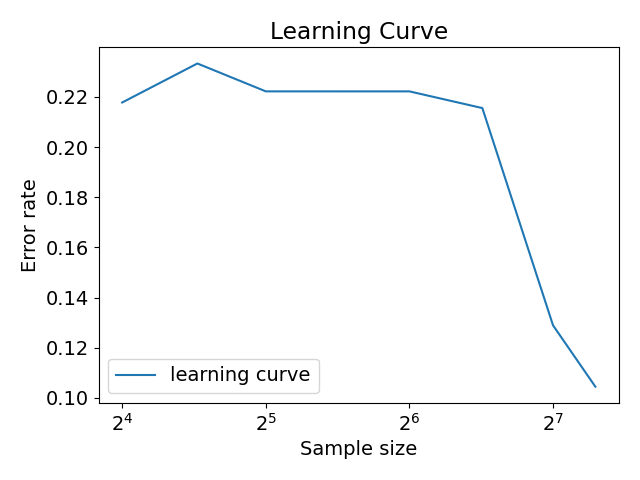 Learning Curve
Error rate
0.22
0.20
0.18
0.16
0.14
0.12
0.10
learning curve
2⁴ 2⁵ 2⁶ 2⁷
Sample size